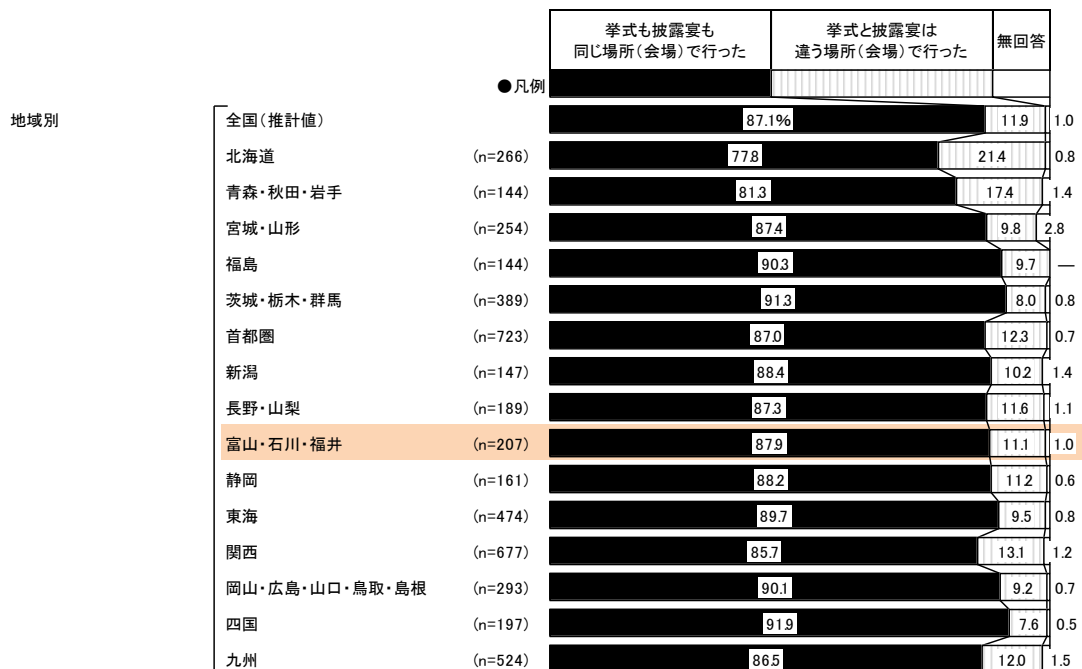 挙式も披露宴も
同じ場所(会場)で行った
挙式と披露宴は
違う場所(会場)で行った
無回答
●凡例
地域別
全国(推計値) 87.1% 11.9 1.0
北海道 (n=266) 77.8 21.4 0.8
青森・秋田・岩手 (n=144) 81.3 17.4 1.4
宮城・山形 (n=254) 87.4 9.8 2.8
福島 (n=144) 90.3 9.7 —
茨城・栃木・群馬 (n=389) 91.3 8.0 0.8
首都圏 (n=723) 87.0 12.3 0.7
新潟 (n=147) 88.4 10.2 1.4
長野・山梨 (n=189) 87.3 11.6 1.1
富山・石川・福井 (n=207) 87.9 11.1 1.0
静岡 (n=161) 88.2 11.2 0.6
東海 (n=474) 89.7 9.5 0.8
関西 (n=677) 85.7 13.1 1.2
岡山・広島・山口・鳥取・島根 (n=293) 90.1 9.2 0.7
四国 (n=197) 91.9 7.6 0.5
九州 (n=524) 86.5 12.0 1.5